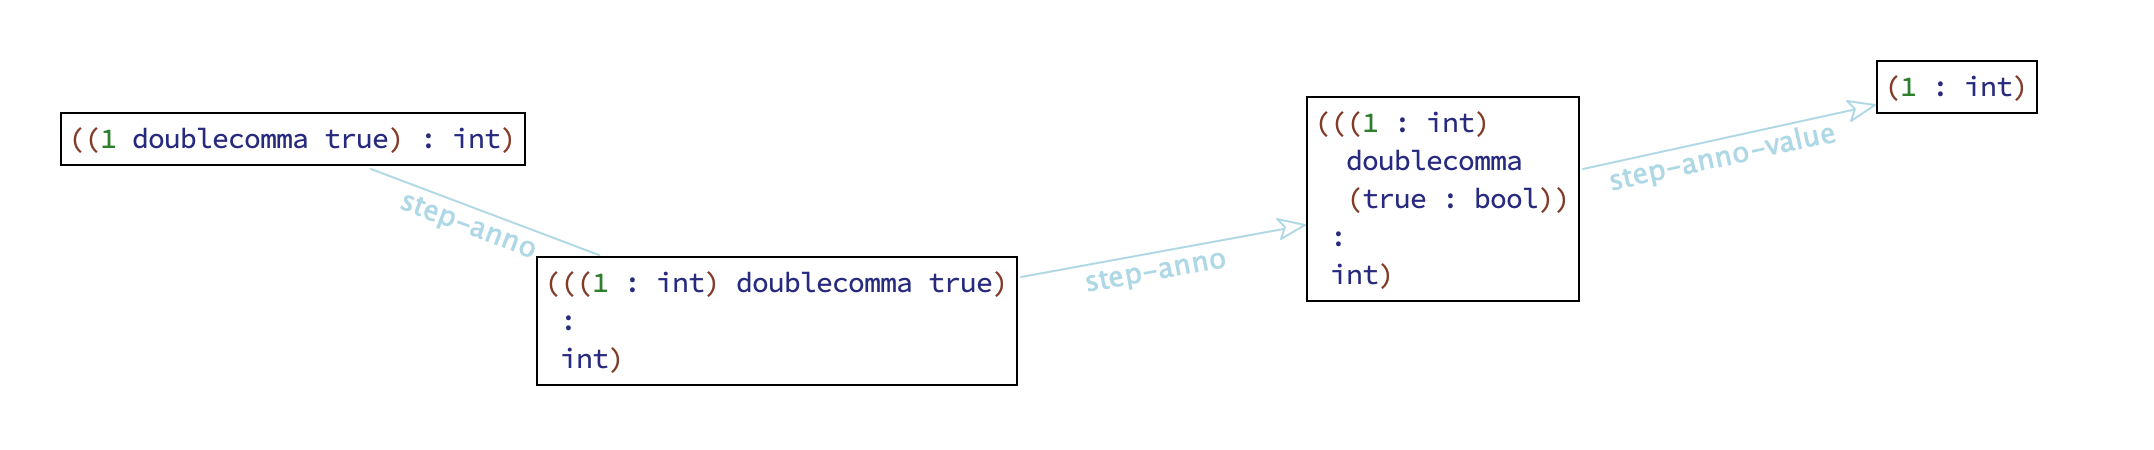 ((1 doublecomma true) : int)
step-anno
(((1 : int) doublecomma true)
:
int)
step-anno
(((1 : int)
doublecomma
(true : bool))
:
int)
step-anno-value
(1 : int)